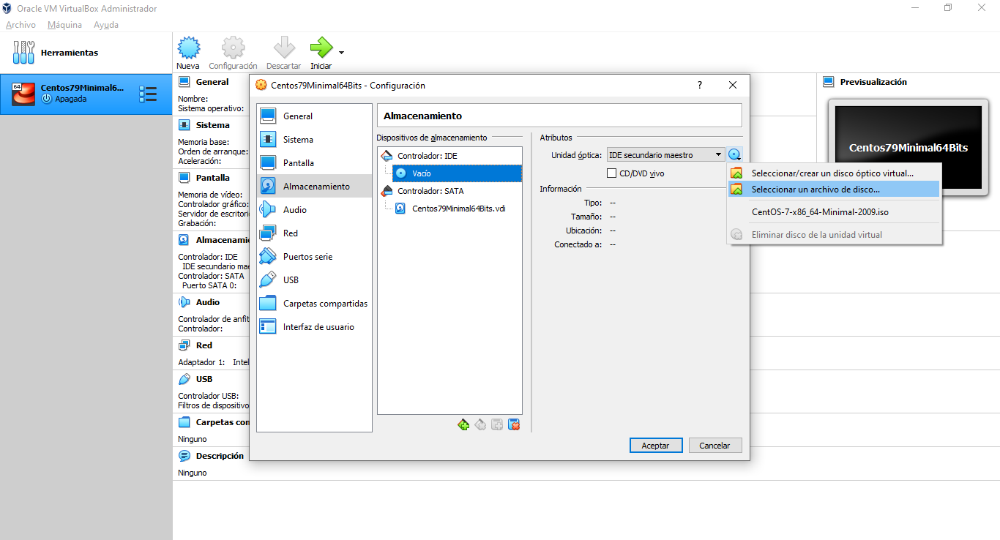 Oracle VM VirtualBox Administrador
Archivo Máquina Ayuda
Herramientas
Nueva Configuración Descartar Iniciar
64
Centos79Minimal6...
Apagada
General
Nombre:
Sistema operativo:
Sistema
Memoria base:
Orden de arranque:
Aceleración:
Pantalla
Memoria de vídeo:
Controlador gráfico:
Servidor de escritori
Grabación:
Almacenamie
Controlador: IDE
IDE secundario mae
Controlador: SATA
Puerto SATA 0:
Audio
Controlador de anfit
Controlador:
Red
Adaptador 1: Intel
USB
Controlador USB:
Filtros de dispositivo
Carpetas con
Ninguno
Descripción
Ninguno
Centos79Minimal64Bits - Configuración
?
General
Sistema
Pantalla
Almacenamiento
Audio
Red
Puertos serie
USB
Carpetas compartidas
Interfaz de usuario
Almacenamiento
Dispositivos de almacenamiento
Controlador: IDE
Vacío
Controlador: SATA
Centos79Minimal64Bits.vdi
Atributos
Unidad óptica: IDE secundario maestro
CD/DVD vivo
Información
Tipo: --
Tamaño: --
Ubicación: --
Conectado a: --
Aceptar Cancelar
Seleccionar/crear un disco óptico virtual...
Seleccionar un archivo de disco...
CentOS-7-x86_64-Minimal-2009.iso
Eliminar disco de la unidad virtual
Previsualización
Centos79Minimal64Bits